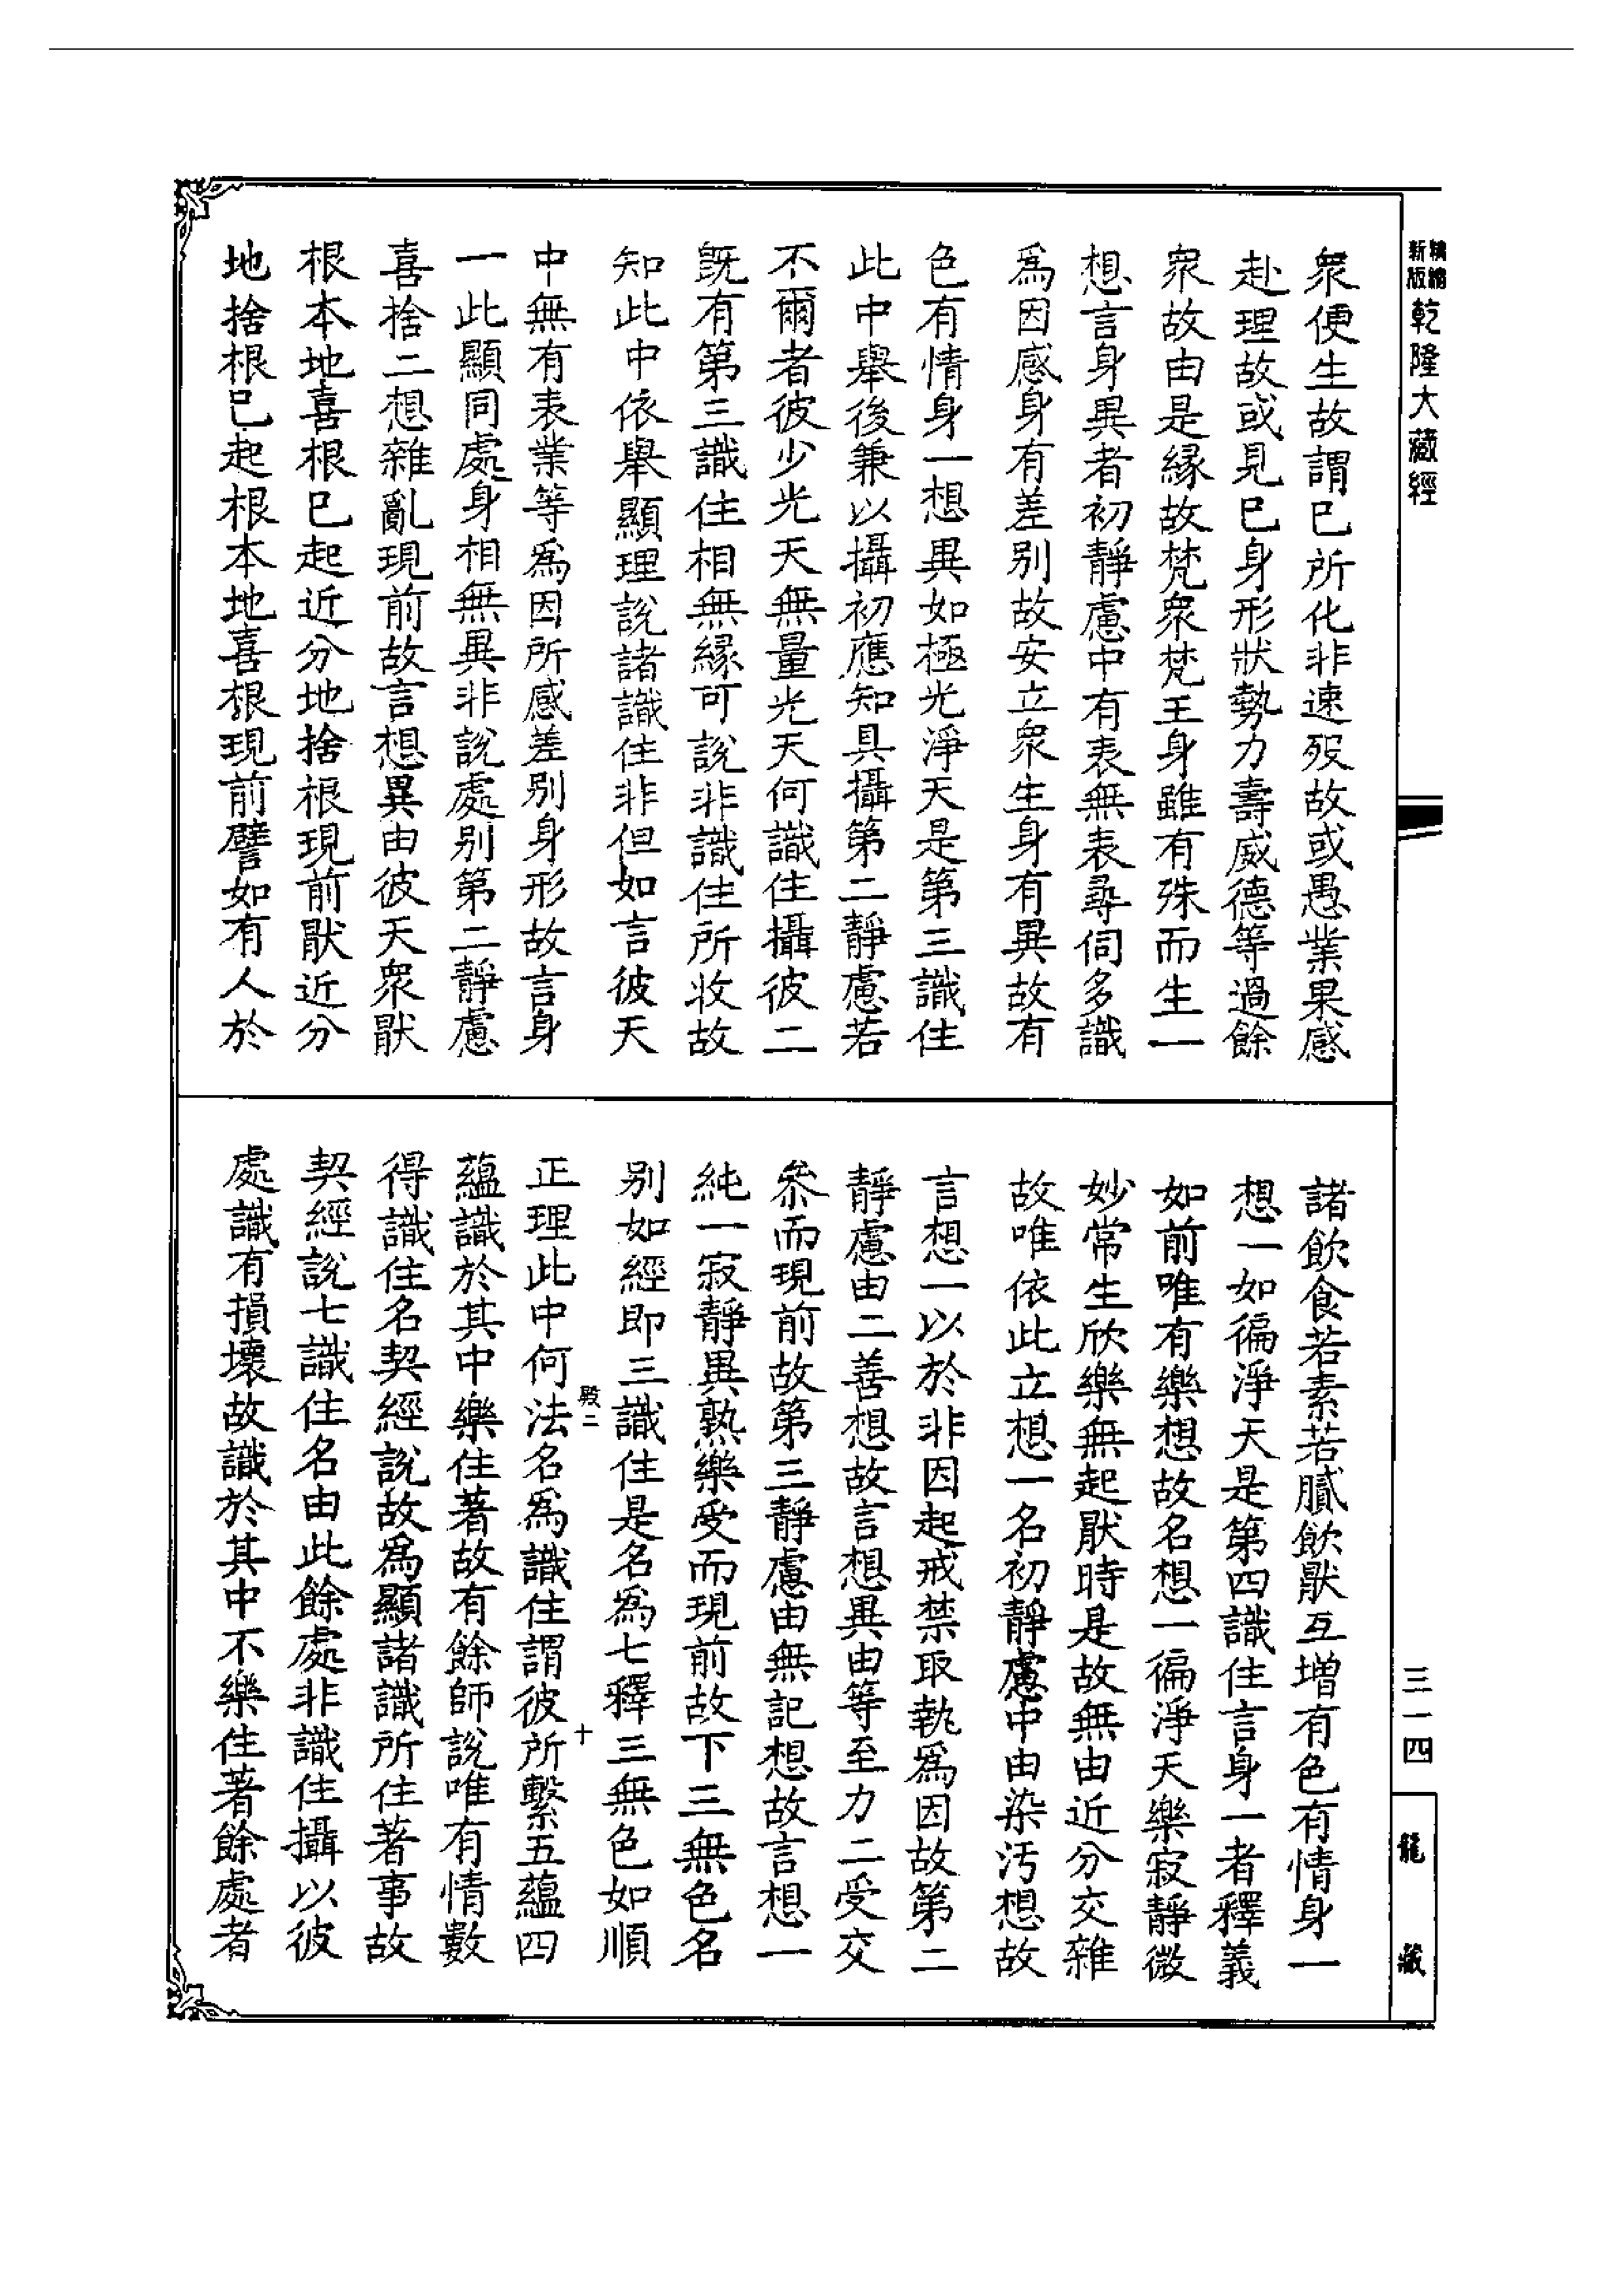 精縮新版乾隆大藏經
衆便生故謂巳所化非速歿故或愚業果感
赴理故或見巳身形狀勢力壽威德等過餘
衆故由是緣故梵衆梵王身雖有殊而生一
想言身異者初靜慮中有表無表尋伺多識
爲因感身有差别故安立衆生身有異故有
色有情身一想異如極光淨天是第三識住
此中舉後兼以攝初應知具攝第二靜慮若
不爾者彼少光天無量光天何識住攝彼二
旣有第三識住相無緣可說非識住所收故
知此中依舉顯理說諸識住非但如言彼天
中無有表業等爲因所感差别身形故言身
一此顯同處身相無異非說處别第二靜慮
喜捨二想雜亂現前故言想異由彼天衆猒
根本地喜根巳起近分地捨根現前猒近分
地捨根巳起根本地喜根現前譬如有人於
諸飮食若素若膩飮猒互增有色有情身一
想一如徧淨天是第四識住言身一者釋義
如前唯有樂想故名想一徧淨天樂寂靜微
妙常生欣樂無起猒時是故無由近分交雜
故唯依此立想一名初靜慮中由染汚想故
言想一以於非因起戒禁取執爲因故第二
靜慮由二善想故言想異由等至力二受交
叅而現前故第三靜慮由無記想故言想一
純一寂靜異熟樂受而現前故下三無色名
别如經即三識住是名爲七釋三無色如順
殿二 十
正理此中何法名爲識住謂彼所繫五蘊四
蘊識於其中樂住著故有餘師說唯有情數
得識住名契經說故爲顯諸識所住著事故
契經說七識住名由此餘處非識住攝以彼
處識有損壞故識於其中不樂住著餘處者
三一四
龍藏